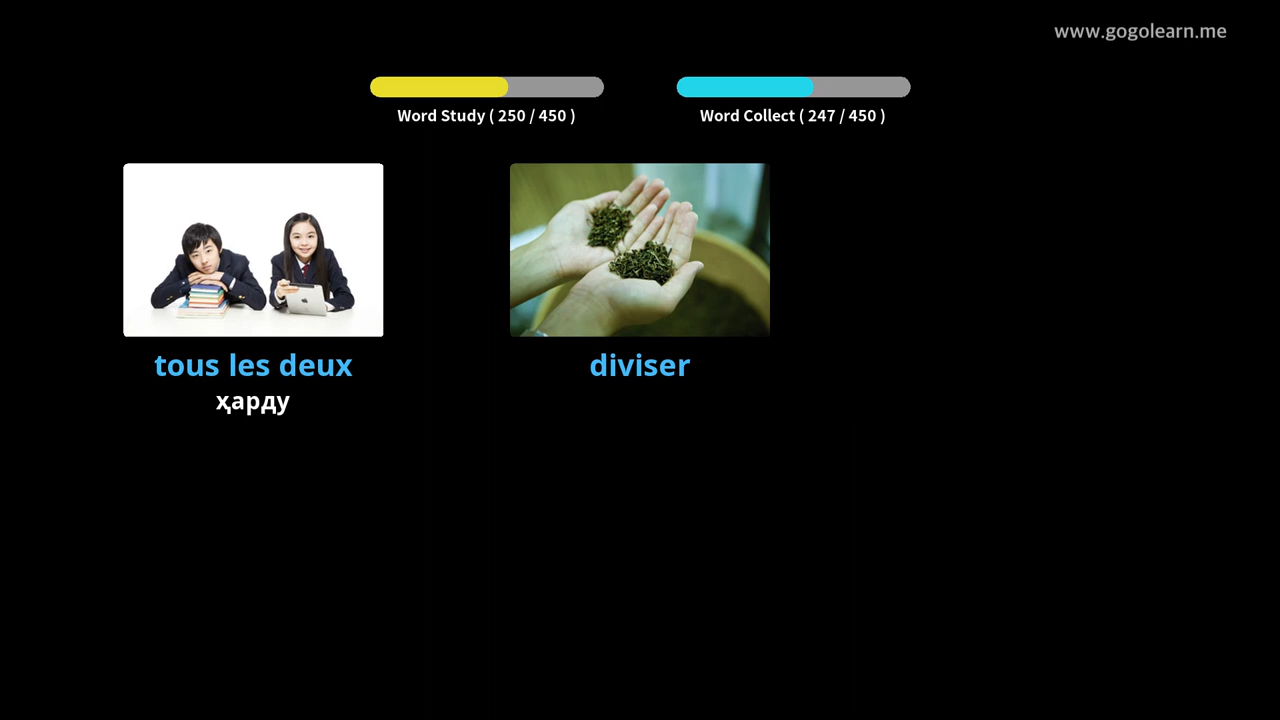 www.gogolearn.me
Word Study ( 250 / 450 )
Word Collect ( 247 / 450 )
tous les deux
ҳарду
diviser